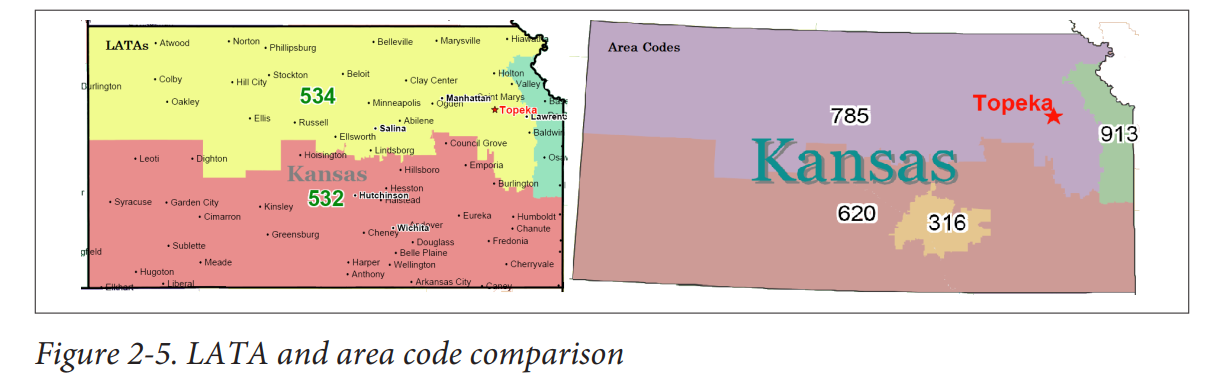 LATAs
Atwood
Norton
Phillipsburg
Belleville
Marysville
Hiawatha
Colby
Hill City
Stockton
Beloit
Clay Center
Holton
Valley
Burlington
Oakley
534
Minneapolis
Ogden
Manhattan
Saint Marys
Topeka
Lawrenc
Ellis
Russell
Salina
Abilene
Baldwin
Ellsworth
Leoti
Dighton
Hoisington
Lindsborg
Council Grove
Osa
Kansas
Hillsboro
Emporia
532
Hesston
Hutchinson
Halstead
Burlington
Syracuse
Garden City
Cimarron
Kinsley
Eureka
Humboldt
Greensburg
Cheney
Wichita
Andover
Chanute
Douglass
Fredonia
Sublette
gfield
Belle Plaine
Meade
Harper
Wellington
Cherryvale
Hugoton
Anthony
Elkhart
Liberal
Arkansas City
Caney
Area Codes
Topeka
785
913
Kansas
620
316
Figure 2-5. LATA and area code comparison